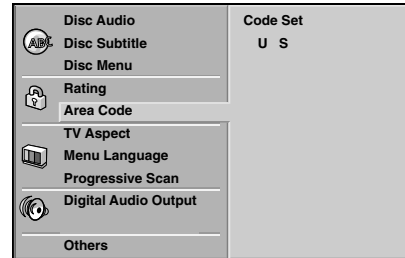 Disc Audio
ABC
Disc Subtitle
Disc Menu
Rating
Area Code
TV Aspect
Menu Language
Progressive Scan
Digital Audio Output
Others
Code Set
U S